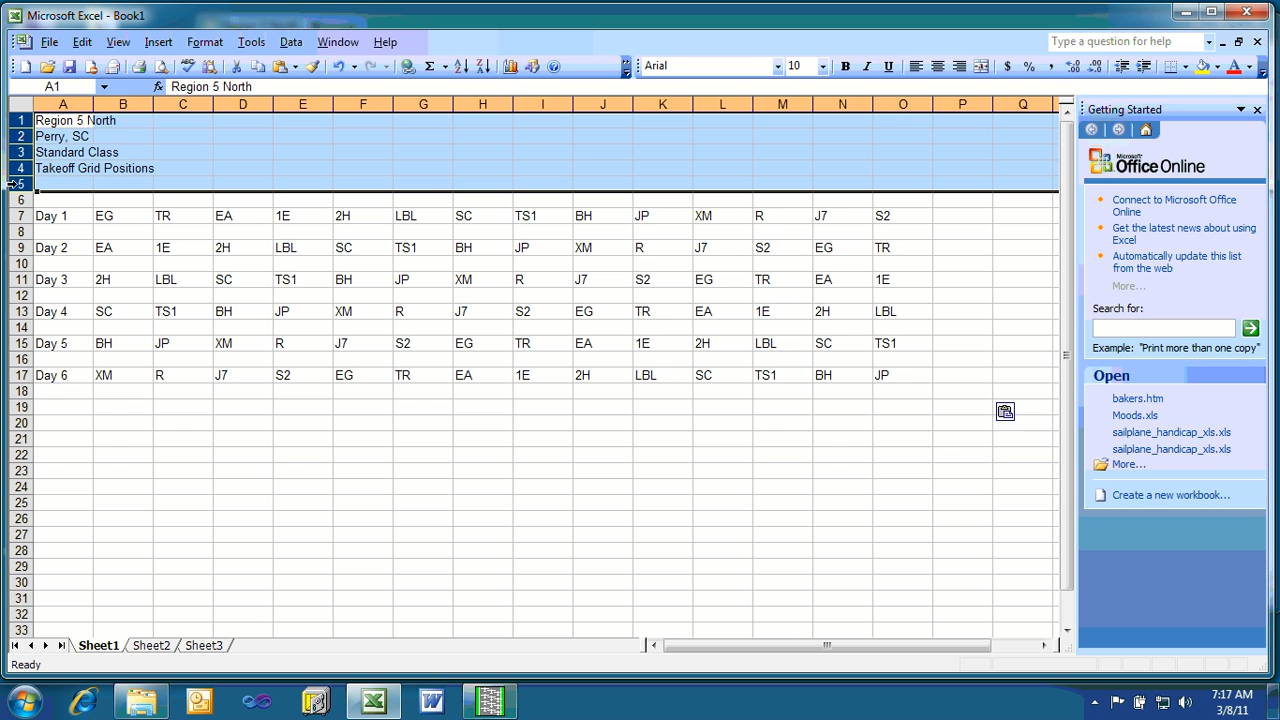 Microsoft Excel - Book1
File Edit View Insert Format Tools Data Window Help Type a question for help
Arial 10 B I U $ %
A1 fx Region 5 North
A B C D E F G H I J K L M N O P Q
1 Region 5 North
2 Perry, SC
3 Standard Class
4 Takeoff Grid Positions
5
6
7 Day 1 EG TR EA 1E 2H LBL SC TS1 BH JP XM R J7 S2
8
9 Day 2 EA 1E 2H LBL SC TS1 BH JP XM R J7 S2 EG TR
10
11 Day 3 2H LBL SC TS1 BH JP XM R J7 S2 EG TR EA 1E
12
13 Day 4 SC TS1 BH JP XM R J7 S2 EG TR EA 1E 2H LBL
14
15 Day 5 BH JP XM R J7 S2 EG TR EA 1E 2H LBL SC TS1
16
17 Day 6 XM R J7 S2 EG TR EA 1E 2H LBL SC TS1 BH JP
18
19
20
21
22
23
24
25
26
27
28
29
30
31
32
33
Sheet1 Sheet2 Sheet3
Ready
Getting Started
Microsoft
Office Online
Connect to Microsoft Office
Online
Get the latest news about using
Excel
Automatically update this list
from the web
More...
Search for:
Example: "Print more than one copy"
Open
bakers.htm
Moods.xls
sailplane_handicap_xls.xls
sailplane_handicap_xls.xls
More...
Create a new workbook...
7:17 AM
3/8/11